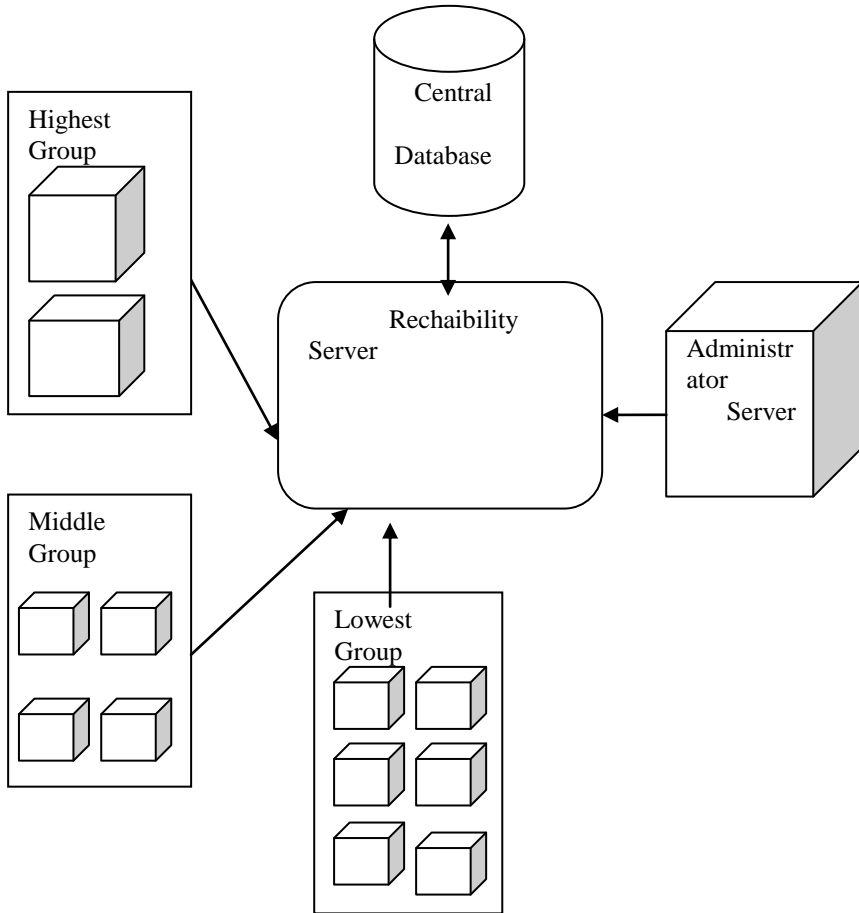 Central
Database
Highest
Group
Rechaibility
Server
Administr
ator
Server
Middle
Group
Lowest
Group